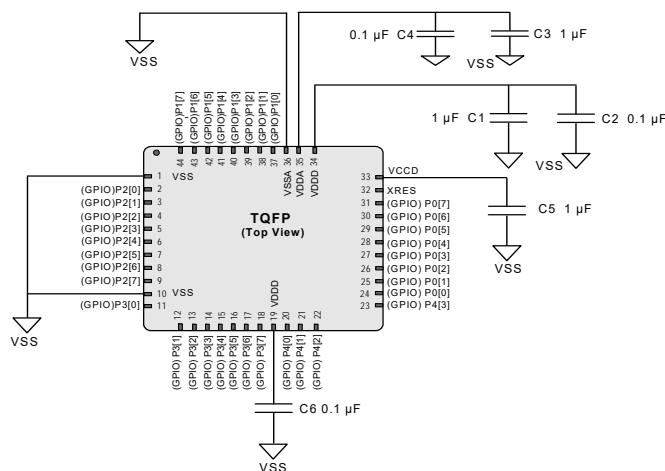 0.1 µF C4
C3 1 µF
VSS
VSS
1 µF C1
C2 0.1 µF
VSS
(GPIO)P1[7]
(GPIO)P1[6]
(GPIO)P1[5]
(GPIO)P1[4]
(GPIO)P1[3]
(GPIO)P1[2]
(GPIO)P1[1]
(GPIO)P1[0]
44
43
42
41
40
39
38
37
36
35
34
VSSA
VDDA
VDDD
1
VSS
2
3
4
5
6
7
8
9
10
VSS
11
(GPIO)P2[0]
(GPIO)P2[1]
(GPIO)P2[2]
(GPIO)P2[3]
(GPIO)P2[4]
(GPIO)P2[5]
(GPIO)P2[6]
(GPIO)P2[7]
(GPIO)P3[0]
TQFP
(Top View)
33
VCCD
32
XRES
31
(GPIO) P0[7]
30
(GPIO) P0[6]
29
(GPIO) P0[5]
28
(GPIO) P0[4]
27
(GPIO) P0[3]
26
(GPIO) P0[2]
25
(GPIO) P0[1]
24
(GPIO) P0[0]
23
(GPIO) P4[3]
C5 1 µF
VSS
VSS
12
13
14
15
16
17
18
19
20
21
22
VDDD
(GPIO) P3[1]
(GPIO) P3[2]
(GPIO) P3[3]
(GPIO) P3[4]
(GPIO) P3[5]
(GPIO) P3[6]
(GPIO) P3[7]
(GPIO) P4[0]
(GPIO) P4[1]
(GPIO) P4[2]
C6 0.1 µF
VSS